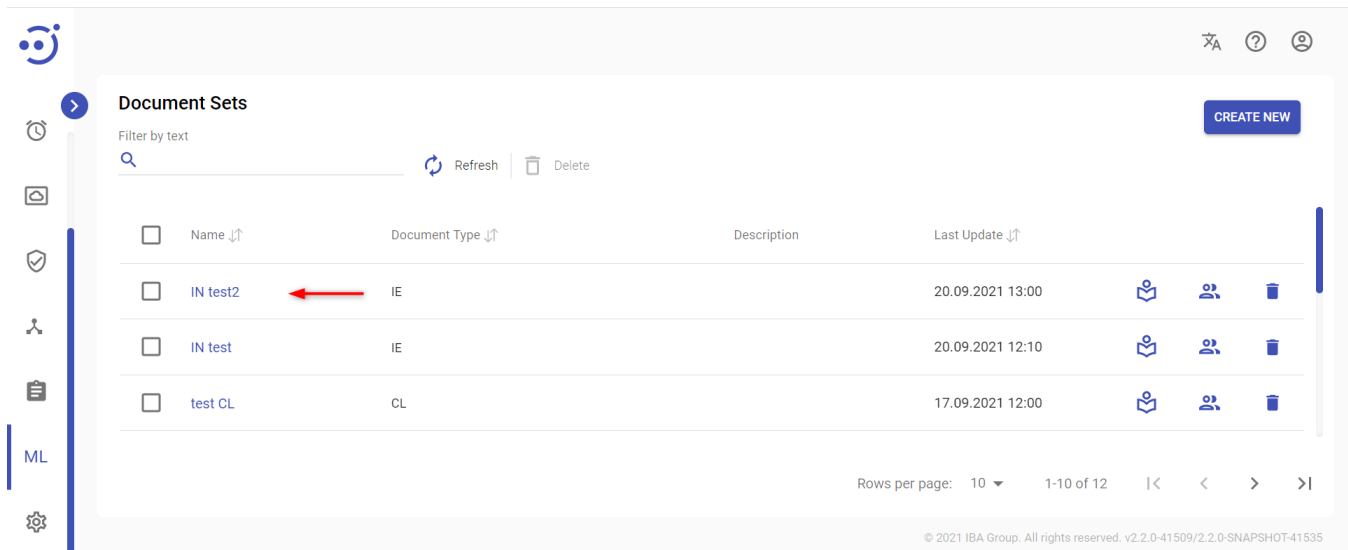 Document Sets
CREATE NEW
Filter by text
Refresh
Delete
Name Document Type Description Last Update
IN test2 IE 20.09.2021 13:00
IN test IE 20.09.2021 12:10
test CL CL 17.09.2021 12:00
ML
Rows per page: 10 1-10 of 12
© 2021 IBA Group. All rights reserved. v2.2.0-41509/2.2.0-SNAPSHOT-41535